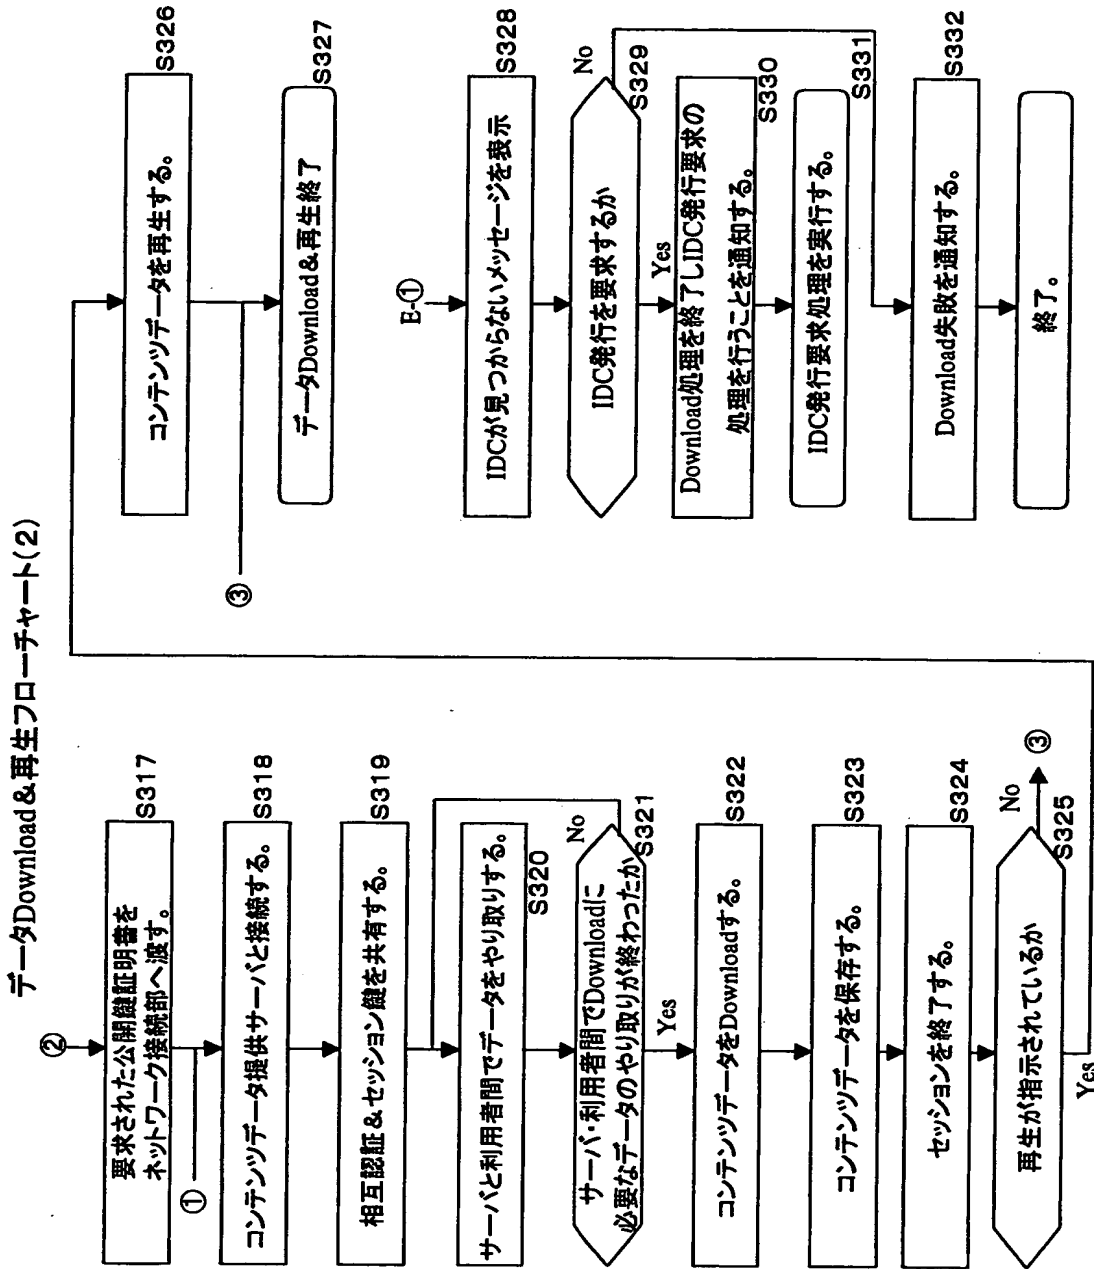 データDownload&再生フローチャート(2)
②
要求された公開鍵証明書を
ネットワーク接続部へ渡す。
S317
①
コンテンツデータ提供サーバと接続する。
S318
相互認証&セッション鍵を共有する。
S319
サーバと利用者間でデータをやり取りする。
S320
サーバ・利用者間でDownloadに
必要なデータのやり取りが終わったか
No
S321
Yes
コンテンツデータをDownloadする。
S322
コンテンツデータを保存する。
S323
セッションを終了する。
S324
再生が指示されているか
No
③
S325
Yes
コンテンツデータを再生する。
S326
③
データDownload&再生終了
S327
E-①
IDCが見つからないメッセージを表示
S328
IDC発行を要求するか
No
S329
Yes
Download処理を終了しIDC発行要求の
処理を行うことを通知する。
S330
IDC発行要求処理を実行する。
S331
Download失敗を通知する。
S332
終了。